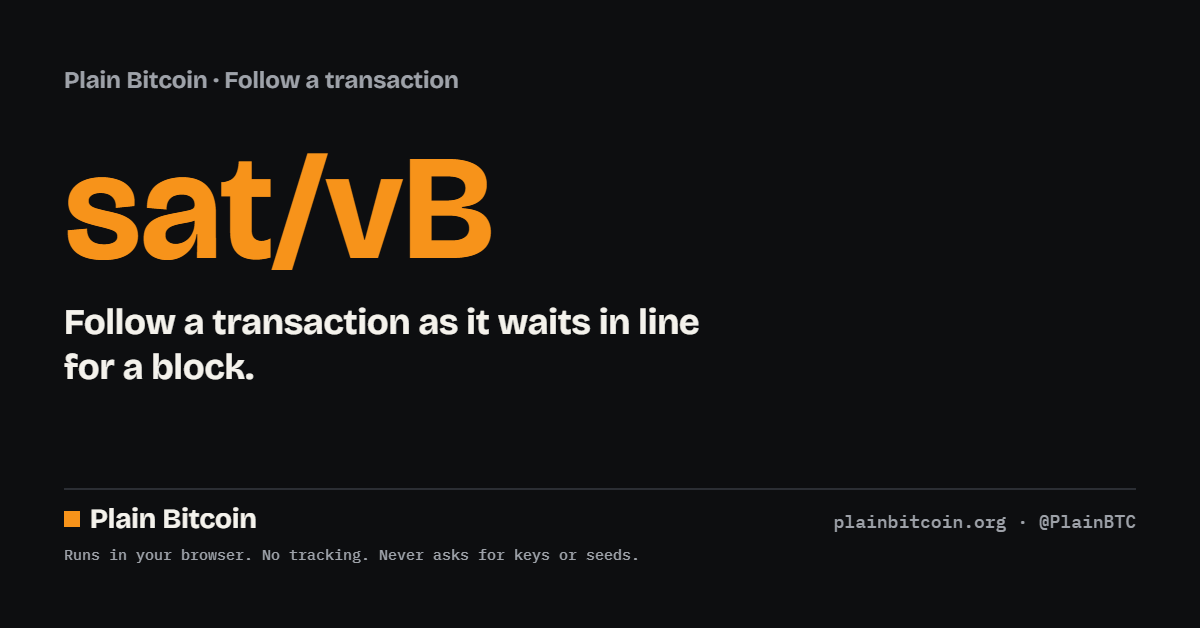 Plain Bitcoin · Follow a transaction
sat/vB
Follow a transaction as it waits in line
for a block.
Plain Bitcoin
plainbitcoin.org · @PlainBTC
Runs in your browser. No tracking. Never asks for keys or seeds.